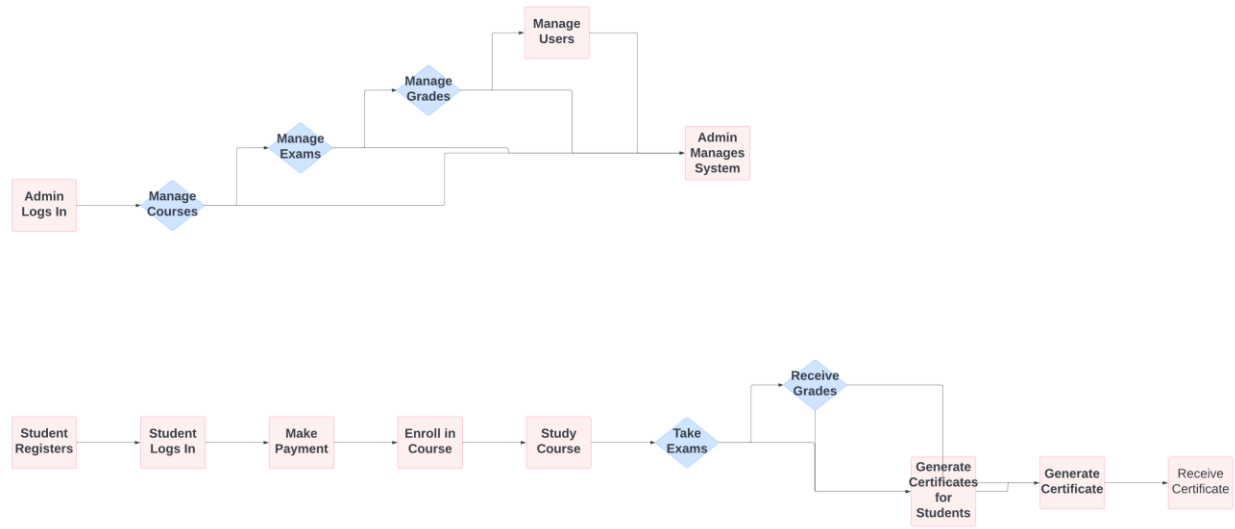 Manage
Users
Manage
Grades
Manage
Exams
Admin
Manages
System
Admin
Logs In
Manage
Courses
Receive
Grades
Student
Registers
Student
Logs In
Make
Payment
Enroll in
Course
Study
Course
Take
Exams
Generate
Certificates
for
Students
Generate
Certificate
Receive
Certificate